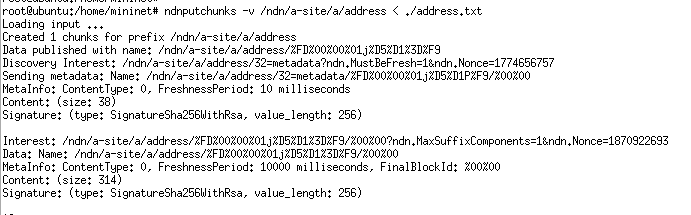 root@ubuntu:/home/mininet# ndnputchunks -v /ndn/a-site/a/address < ./address.txt
Loading input ...
Created 1 chunks for prefix /ndn/a-site/a/address
Data published with name: /ndn/a-site/a/address/%FD%00%00%01j%D5%D1%3D%F9
Discovery Interest: /ndn/a-site/a/address/32=metadata?ndn.MustBeFresh=1&ndn.Nonce=1774656757
Sending metadata: Name: /ndn/a-site/a/address/32=metadata/%FD%00%00%01j%D5%D1P%F9/%00%00
MetaInfo: ContentType: 0, FreshnessPeriod: 10 milliseconds
Content: (size: 38)
Signature: (type: SignatureSha256WithRsa, value_length: 256)
Interest: /ndn/a-site/a/address/%FD%00%00%01j%D5%D1%3D%F9/%00%00?ndn.MaxSuffixComponents=1&ndn.Nonce=1870922693
Data: Name: /ndn/a-site/a/address/%FD%00%00%01j%D5%D1%3D%F9/%00%00
MetaInfo: ContentType: 0, FreshnessPeriod: 10000 milliseconds, FinalBlockId: %00%00
Content: (size: 314)
Signature: (type: SignatureSha256WithRsa, value_length: 256)